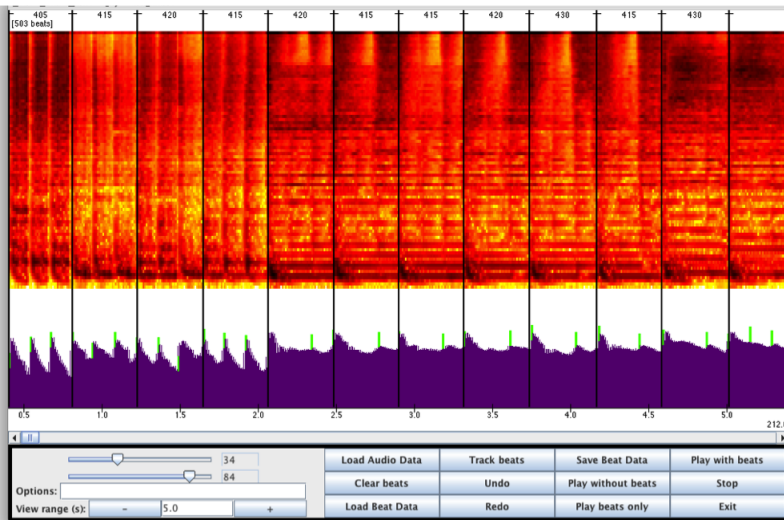 405 415 420 415 420 415 415 420 430 415 430
[503 beats]
0.5 1.0 1.5 2.0 2.5 3.0 3.5 4.0 4.5 5.0
212.
34
84
Options:
View range (s): - 5.0 +
Load Audio Data Track beats Save Beat Data Play with beats
Clear beats Undo Play without beats Stop
Load Beat Data Redo Play beats only Exit